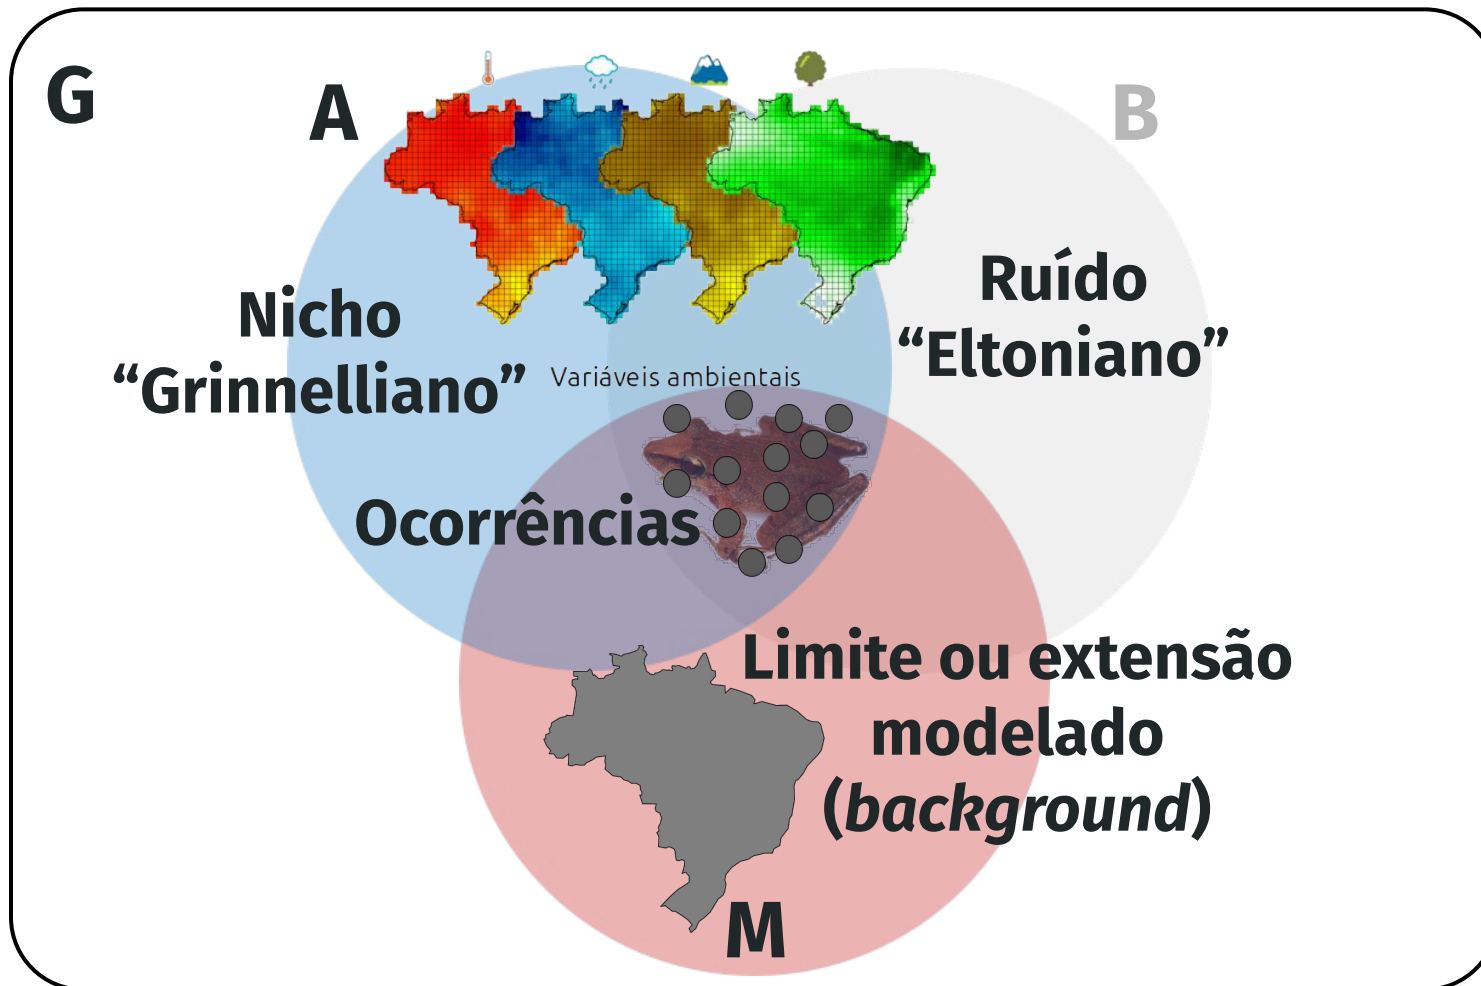 G
A
B
Nicho
“Grinnelliano”
Ruído
“Eltoniano”
Variáveis ambientais
Ocorrências
Limite ou extensão
modelado
(background)
M